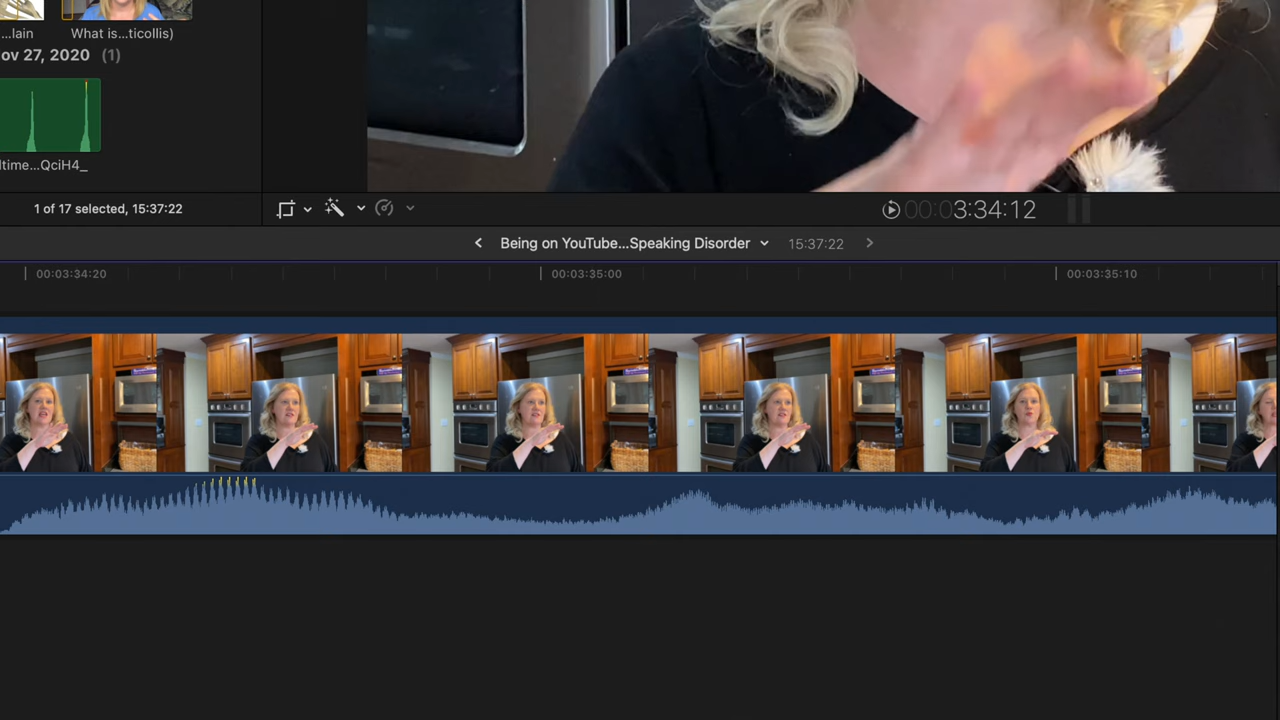 ...lain
What is...ticollis)
ov 27, 2020 (1)
ltime...QciH4_
1 of 17 selected, 15:37:22
00:03:34:12
Being on YouTube...Speaking Disorder 15:37:22
00:03:34:20
00:03:35:00
00:03:35:10